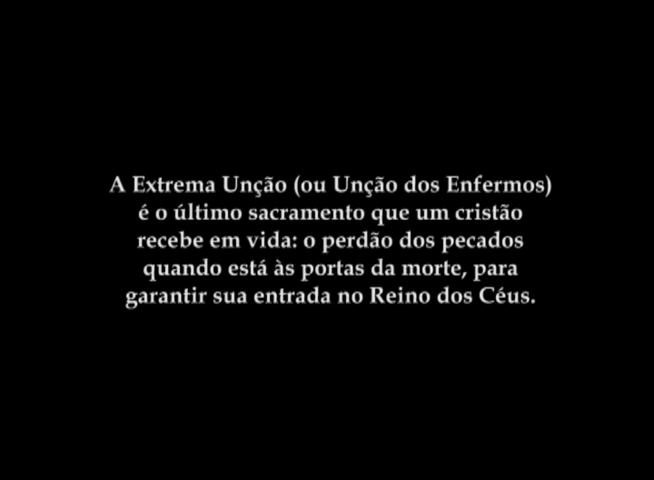 A Extrema Unção (ou Unção dos Enfermos)
é o último sacramento que um cristão
recebe em vida: o perdão dos pecados
quando está às portas da morte, para
garantir sua entrada no Reino dos Céus.